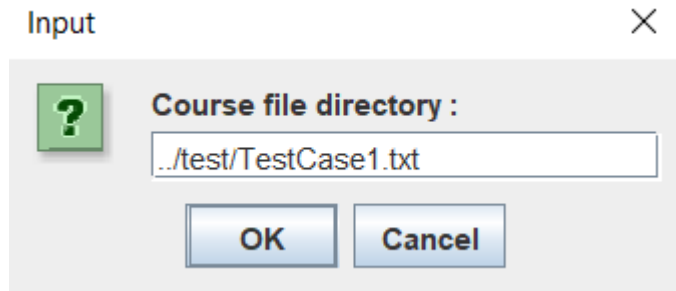 Input
Course file directory :
../test/TestCase1.txt
OK Cancel